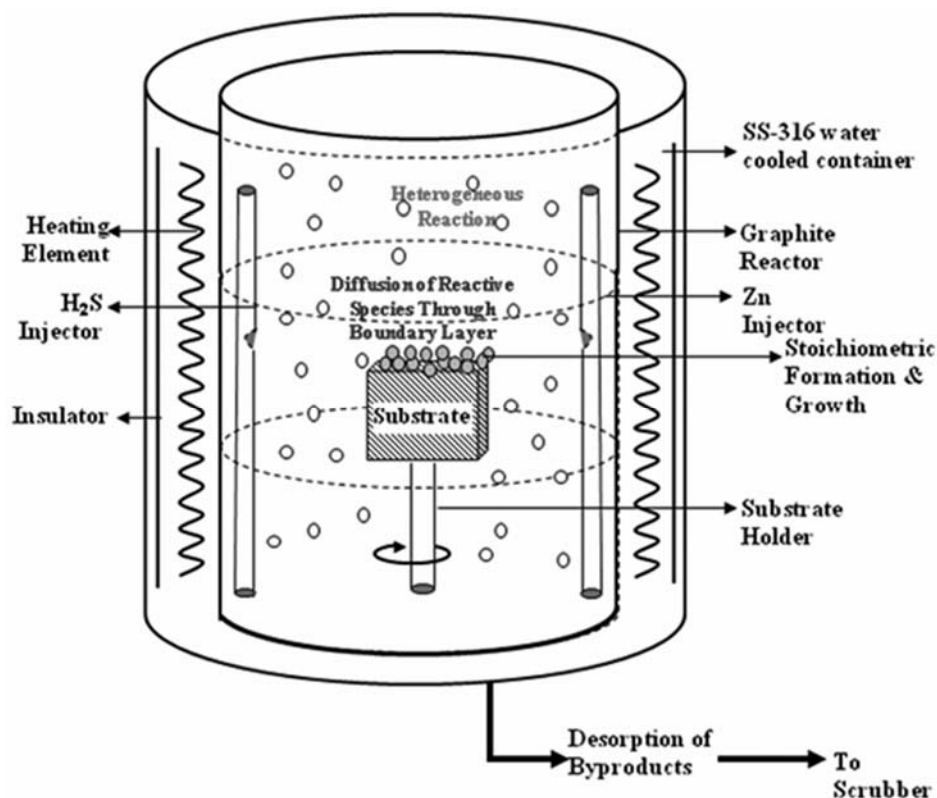 SS-316 water
cooled container
Heterogeneous
Reaction
Heating
Element
Graphite
Reactor
Diffusion of Reactive
Species Through
Boundary Layer
H₂S
Injector
Zn
Injector
Stoichiometric
Formation &
Growth
Insulator
Substrate
Substrate
Holder
Desorption of
Byproducts
To
Scrubber